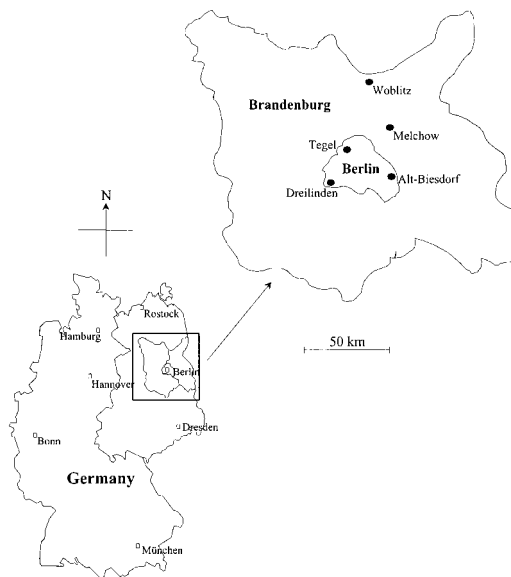 Woblitz
Brandenburg
Melchow
Tegel
Berlin
Alt-Biesdorf
Dreilinden
N
Rostock
50 km
Hamburg
Berlin
Hannover
Dresden
Bonn
Germany
München